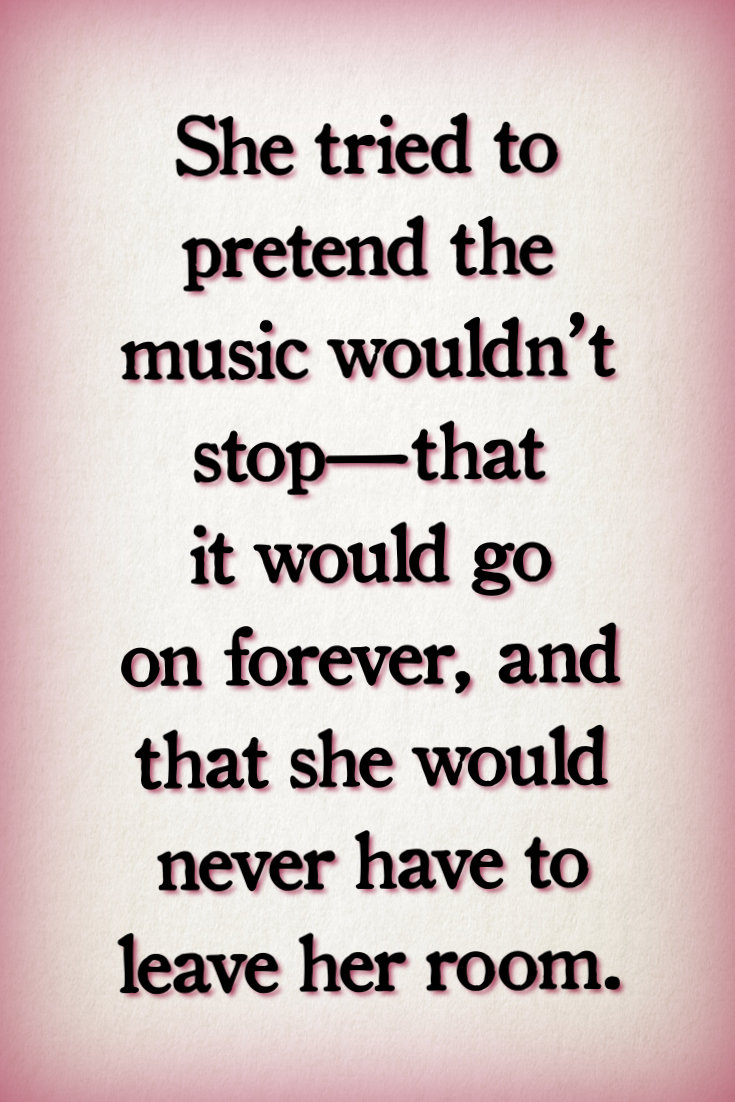 She tried to
pretend the
music wouldn’t
stop—that
it would go
on forever, and
that she would
never have to
leave her room.